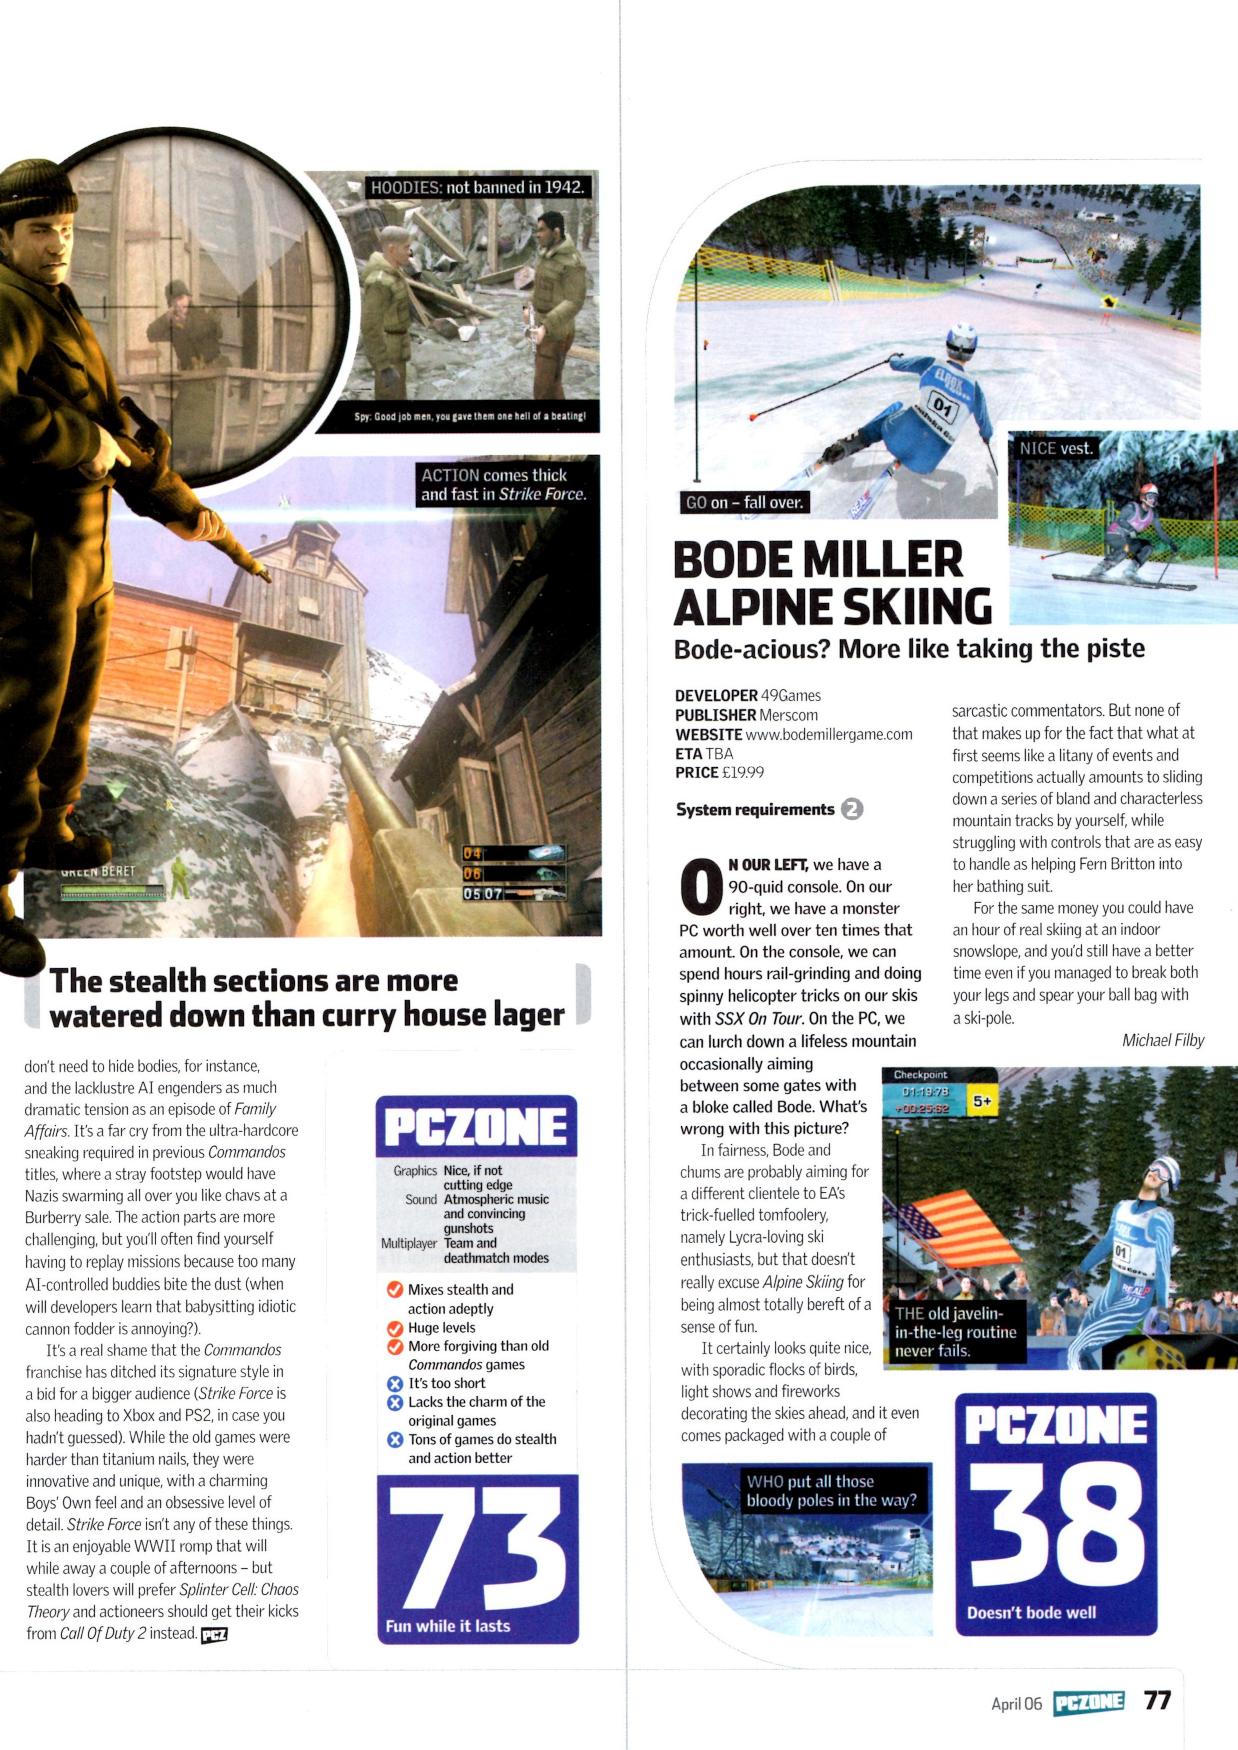 HOODIES: not banned in 1942.
Spy: Good job men, you gave them one hell of a beating!
ACTION comes thick
and fast in Strike Force.
GREEN BERET
04
06
05 07
The stealth sections are more
watered down than curry house lager
don't need to hide bodies, for instance,
and the lacklustre AI engenders as much
dramatic tension as an episode of Family
Affairs. It's a far cry from the ultra-hardcore
sneaking required in previous Commandos
titles, where a stray footstep would have
Nazis swarming all over you like chavs at a
Burberry sale. The action parts are more
challenging, but you'll often find yourself
having to replay missions because too many
AI-controlled buddies bite the dust (when
will developers learn that babysitting idiotic
cannon fodder is annoying?).
It's a real shame that the Commandos
franchise has ditched its signature style in
a bid for a bigger audience (Strike Force is
also heading to Xbox and PS2, in case you
hadn't guessed). While the old games were
harder than titanium nails, they were
innovative and unique, with a charming
Boys' Own feel and an obsessive level of
detail. Strike Force isn't any of these things.
It is an enjoyable WWII romp that will
while away a couple of afternoons – but
stealth lovers will prefer Splinter Cell: Chaos
Theory and actioneers should get their kicks
from Call Of Duty 2 instead. PCZ
PCZONE
Graphics Nice, if not
cutting edge
Sound Atmospheric music
and convincing
gunshots
Multiplayer Team and
deathmatch modes
Mixes stealth and
action adeptly
Huge levels
More forgiving than old
Commandos games
It's too short
Lacks the charm of the
original games
Tons of games do stealth
and action better
73
Fun while it lasts
01
GO on – fall over.
NICE vest.
BODE MILLER
ALPINE SKIING
Bode-acious? More like taking the piste
DEVELOPER 49Games
PUBLISHER Merscom
WEBSITE www.bodemillergame.com
ETA TBA
PRICE £19.99
System requirements 2
ON OUR LEFT, we have a
90-quid console. On our
right, we have a monster
PC worth well over ten times that
amount. On the console, we can
spend hours rail-grinding and doing
spinny helicopter tricks on our skis
with SSX On Tour. On the PC, we
can lurch down a lifeless mountain
occasionally aiming
between some gates with
a bloke called Bode. What's
wrong with this picture?
In fairness, Bode and
chums are probably aiming for
a different clientele to EA's
trick-fuelled tomfoolery,
namely Lycra-loving ski
enthusiasts, but that doesn't
really excuse Alpine Skiing for
being almost totally bereft of a
sense of fun.
It certainly looks quite nice,
with sporadic flocks of birds,
light shows and fireworks
decorating the skies ahead, and it even
comes packaged with a couple of
sarcastic commentators. But none of
that makes up for the fact that what at
first seems like a litany of events and
competitions actually amounts to sliding
down a series of bland and characterless
mountain tracks by yourself, while
struggling with controls that are as easy
to handle as helping Fern Britton into
her bathing suit.
For the same money you could have
an hour of real skiing at an indoor
snowslope, and you'd still have a better
time even if you managed to break both
your legs and spear your ball bag with
a ski-pole.
Michael Filby
Checkpoint
01:19:78
+00:25:62
5+
01
THE old javelin-
in-the-leg routine
never fails.
WHO put all those
bloody poles in the way?
PCZONE
38
Doesn't bode well
April 06 PCZONE 77